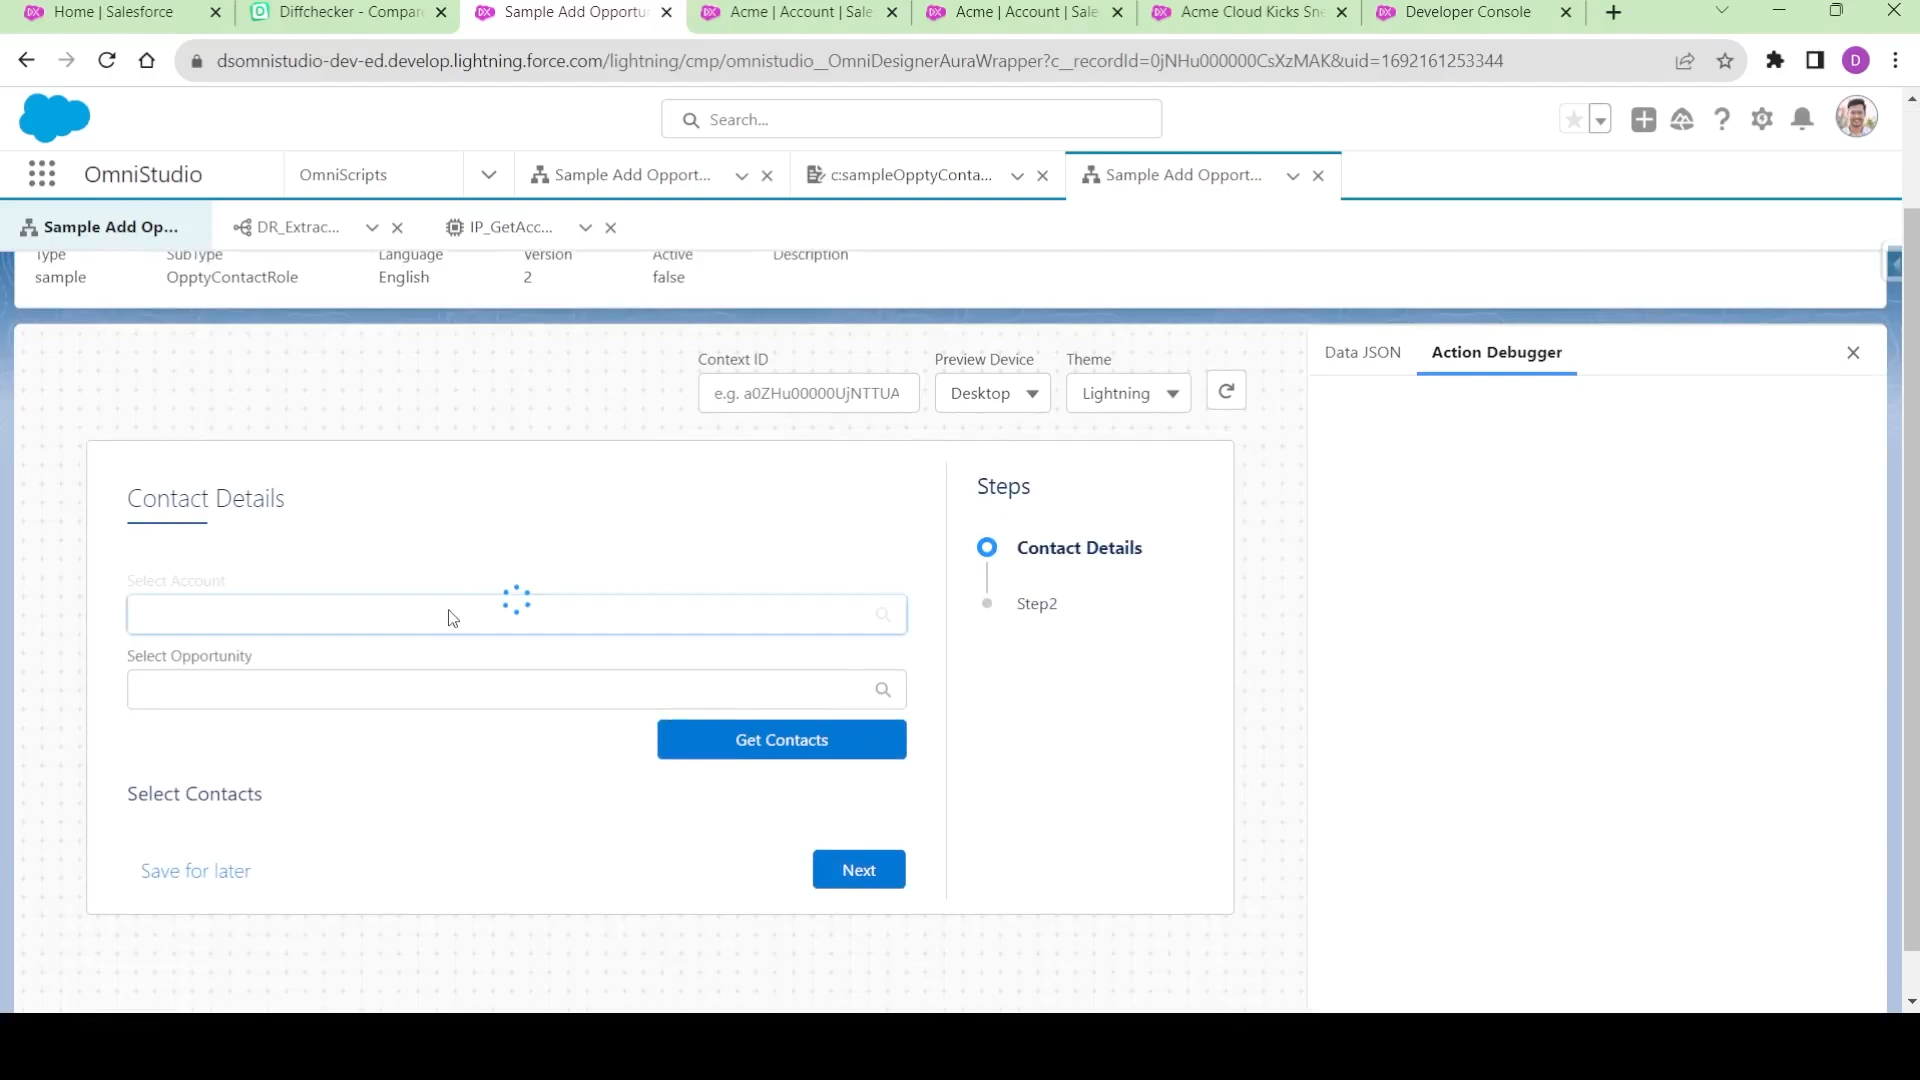 Home | Salesforce
Diffchecker - Compar
Sample Add Opportu
Acme | Account | Sale
Acme | Account | Sale
Acme Cloud Kicks Sne
Developer Console
dsomnistudio-dev-ed.develop.lightning.force.com/lightning/cmp/omnistudio__OmniDesignerAuraWrapper?c__recordId=0jNHu000000CsXzMAK&uid=1692161253344
D
Search...
OmniStudio
OmniScripts
Sample Add Opport...
c:sampleOpptyConta...
Sample Add Opport...
Sample Add Op...
DR_Extrac...
IP_GetAcc...
Type SubType Language Version Active Description
sample OpptyContactRole English 2 false
Context ID Preview Device Theme
e.g. a0ZHu00000UjNTTUA Desktop Lightning
Data JSON Action Debugger
Contact Details
Steps
Contact Details
Step2
Select Account
Select Opportunity
Get Contacts
Select Contacts
Save for later
Next